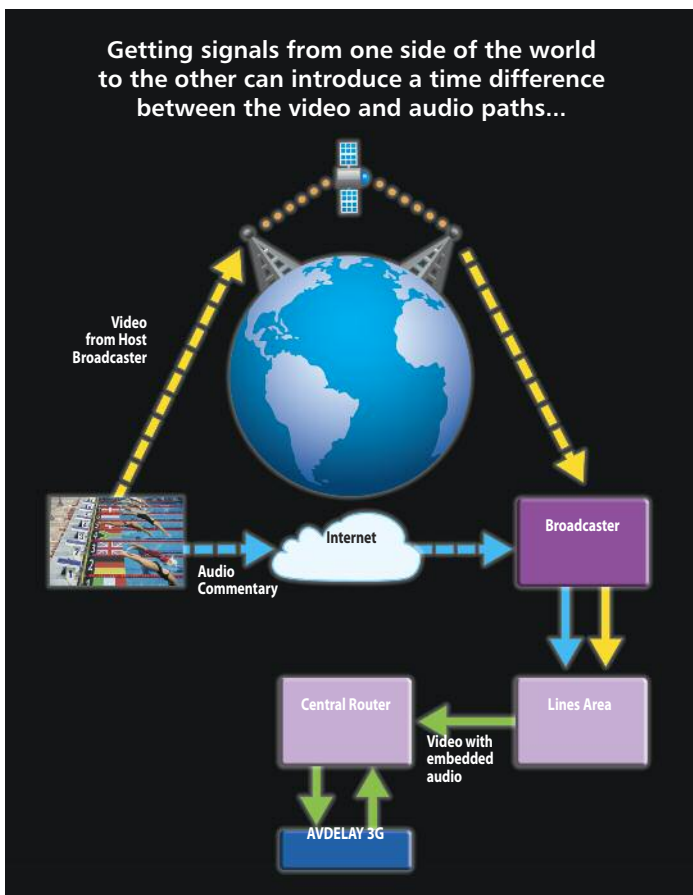 Getting signals from one side of the world
to the other can introduce a time difference
between the video and audio paths...
Video
from Host
Broadcaster
Internet
Broadcaster
Audio
Commentary
Central Router
Lines Area
Video with
embedded
audio
AVDELAY 3G